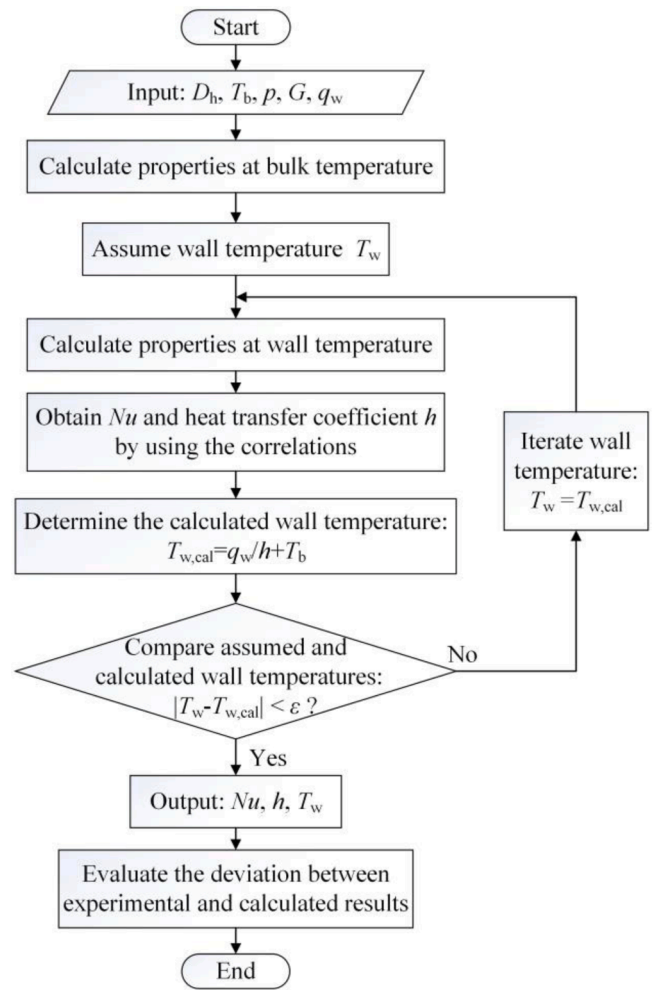 Start
Input: Dh, Tb, p, G, qw
Calculate properties at bulk temperature
Assume wall temperature Tw
Calculate properties at wall temperature
Obtain Nu and heat transfer coefficient h
by using the correlations
Iterate wall
temperature:
Tw =Tw,cal
Determine the calculated wall temperature:
Tw,cal=qw/h+Tb
Compare assumed and
calculated wall temperatures:
|Tw-Tw,cal| < ε ?
No
Yes
Output: Nu, h, Tw
Evaluate the deviation between
experimental and calculated results
End